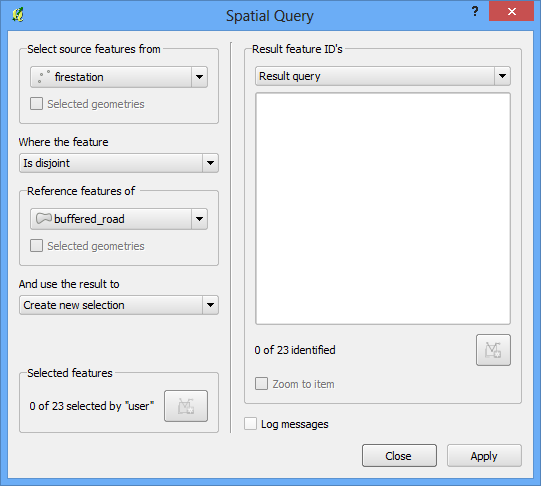 Spatial Query
?
Select source features from
firestation
Selected geometries
Where the feature
Is disjoint
Reference features of
buffered_road
Selected geometries
And use the result to
Create new selection
Selected features
0 of 23 selected by "user"
Result feature ID's
Result query
0 of 23 identified
Zoom to item
Log messages
Close
Apply